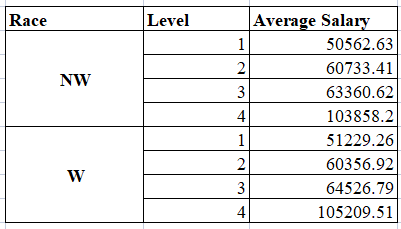 Race Level Average Salary
NW 1 50562.63
2 60733.41
3 63360.62
4 103858.2
W 1 51229.26
2 60356.92
3 64526.79
4 105209.51